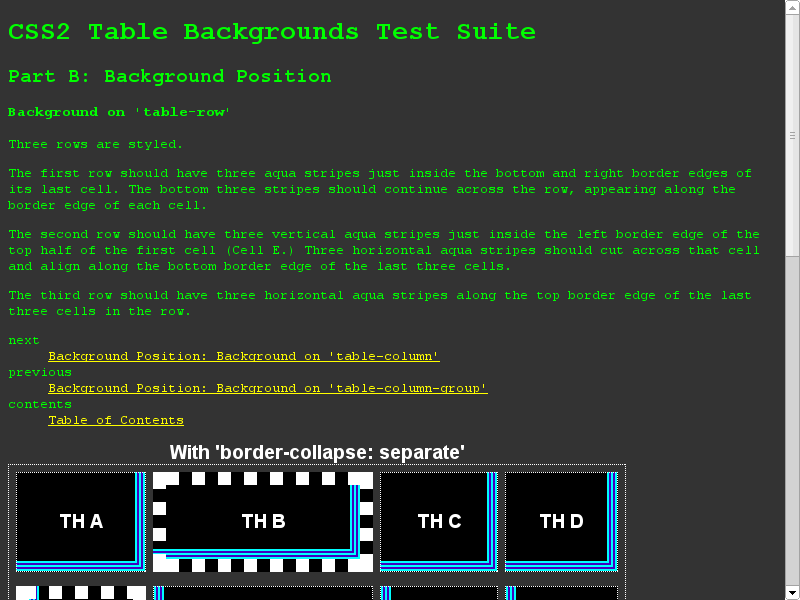 CSS2 Table Backgrounds Test Suite
Part B: Background Position
Background on 'table-row'
Three rows are styled.
The first row should have three aqua stripes just inside the bottom and right border edges of
its last cell. The bottom three stripes should continue across the row, appearing along the
border edge of each cell.
The second row should have three vertical aqua stripes just inside the left border edge of the
top half of the first cell (Cell E.) Three horizontal aqua stripes should cut across that cell
and align along the bottom border edge of the last three cells.
The third row should have three horizontal aqua stripes along the top border edge of the last
three cells in the row.
next
Background Position: Background on 'table-column'
previous
Background Position: Background on 'table-column-group'
contents
Table of Contents
With 'border-collapse: separate'
TH A TH B TH C TH D